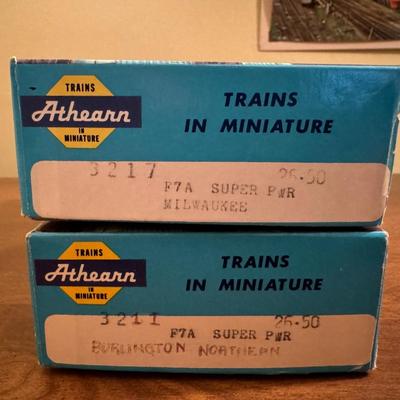 TRAINS
Athearn
IN
MINIATURE
TRAINS
IN MINIATURE
3217 26.50
F7A SUPER PWR
MILWAUKEE
TRAINS
Athearn
IN
MINIATURE
TRAINS
IN MINIATURE
3211 26.50
F7A SUPER PWR
BURLINGTON NORTHERN